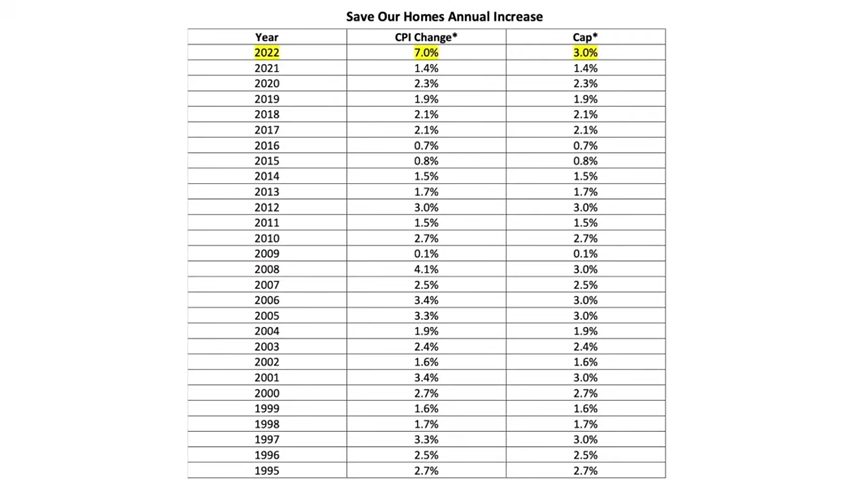 Save Our Homes Annual Increase
Year CPI Change* Cap*
2022 7.0% 3.0%
2021 1.4% 1.4%
2020 2.3% 2.3%
2019 1.9% 1.9%
2018 2.1% 2.1%
2017 2.1% 2.1%
2016 0.7% 0.7%
2015 0.8% 0.8%
2014 1.5% 1.5%
2013 1.7% 1.7%
2012 3.0% 3.0%
2011 1.5% 1.5%
2010 2.7% 2.7%
2009 0.1% 0.1%
2008 4.1% 3.0%
2007 2.5% 2.5%
2006 3.4% 3.0%
2005 3.3% 3.0%
2004 1.9% 1.9%
2003 2.4% 2.4%
2002 1.6% 1.6%
2001 3.4% 3.0%
2000 2.7% 2.7%
1999 1.6% 1.6%
1998 1.7% 1.7%
1997 3.3% 3.0%
1996 2.5% 2.5%
1995 2.7% 2.7%